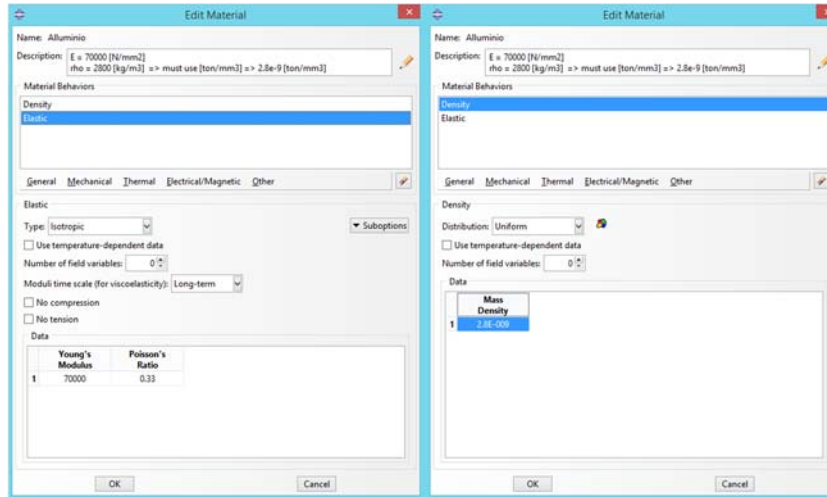 Edit Material
Name: Alluminio
Description: E = 70000 [N/mm2]
rho = 2800 [kg/m3] => must use [ton/mm3] => 2.8e-9 [ton/mm3]
Material Behaviors
Density
Elastic
General Mechanical Thermal Electrical/Magnetic Other
Elastic
Type: Isotropic
Suboptions
Use temperature-dependent data
Number of field variables: 0
Moduli time scale (for viscoelasticity): Long-term
No compression
No tension
Data
Young's Modulus
Poisson's Ratio
1 70000 0.33
OK Cancel
Edit Material
Name: Alluminio
Description: E = 70000 [N/mm2]
rho = 2800 [kg/m3] => must use [ton/mm3] => 2.8e-9 [ton/mm3]
Material Behaviors
Density
Elastic
General Mechanical Thermal Electrical/Magnetic Other
Density
Distribution: Uniform
Use temperature-dependent data
Number of field variables: 0
Data
Mass
Density
1 2.8E-009
OK Cancel